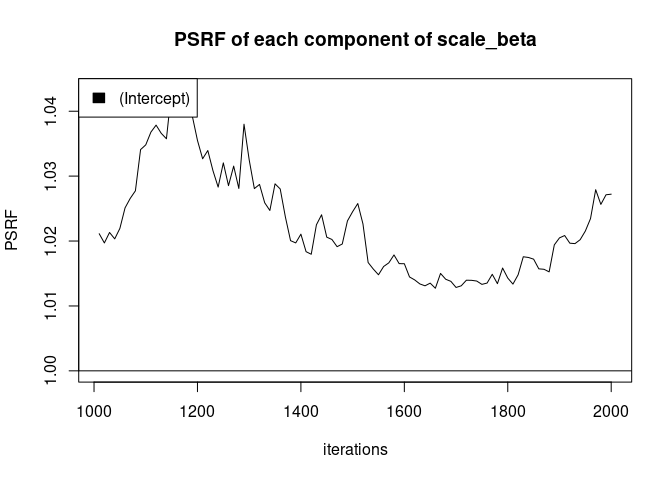 PSRF of each component of scale_beta
(Intercept)
PSRF
1.04
1.03
1.02
1.01
1.00
1000 1200 1400 1600 1800 2000
iterations